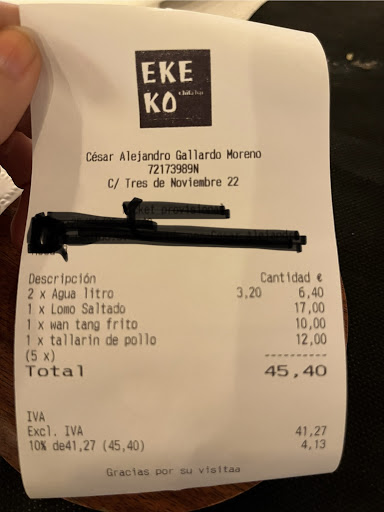 EKE
KO Chifa bar
César Alejandro Gallardo Moreno
72173989N
C/ Tres de Noviembre 22
Descripción Cantidad €
2 x Agua litro 3,20 6,40
1 x Lomo Saltado 17,00
1 x wan tang frito 10,00
1 x tallarin de pollo 12,00
(5 x)
Total 45,40
IVA
Excl. IVA 41,27
10% de41,27 (45,40) 4,13
Gracias por su visitaa